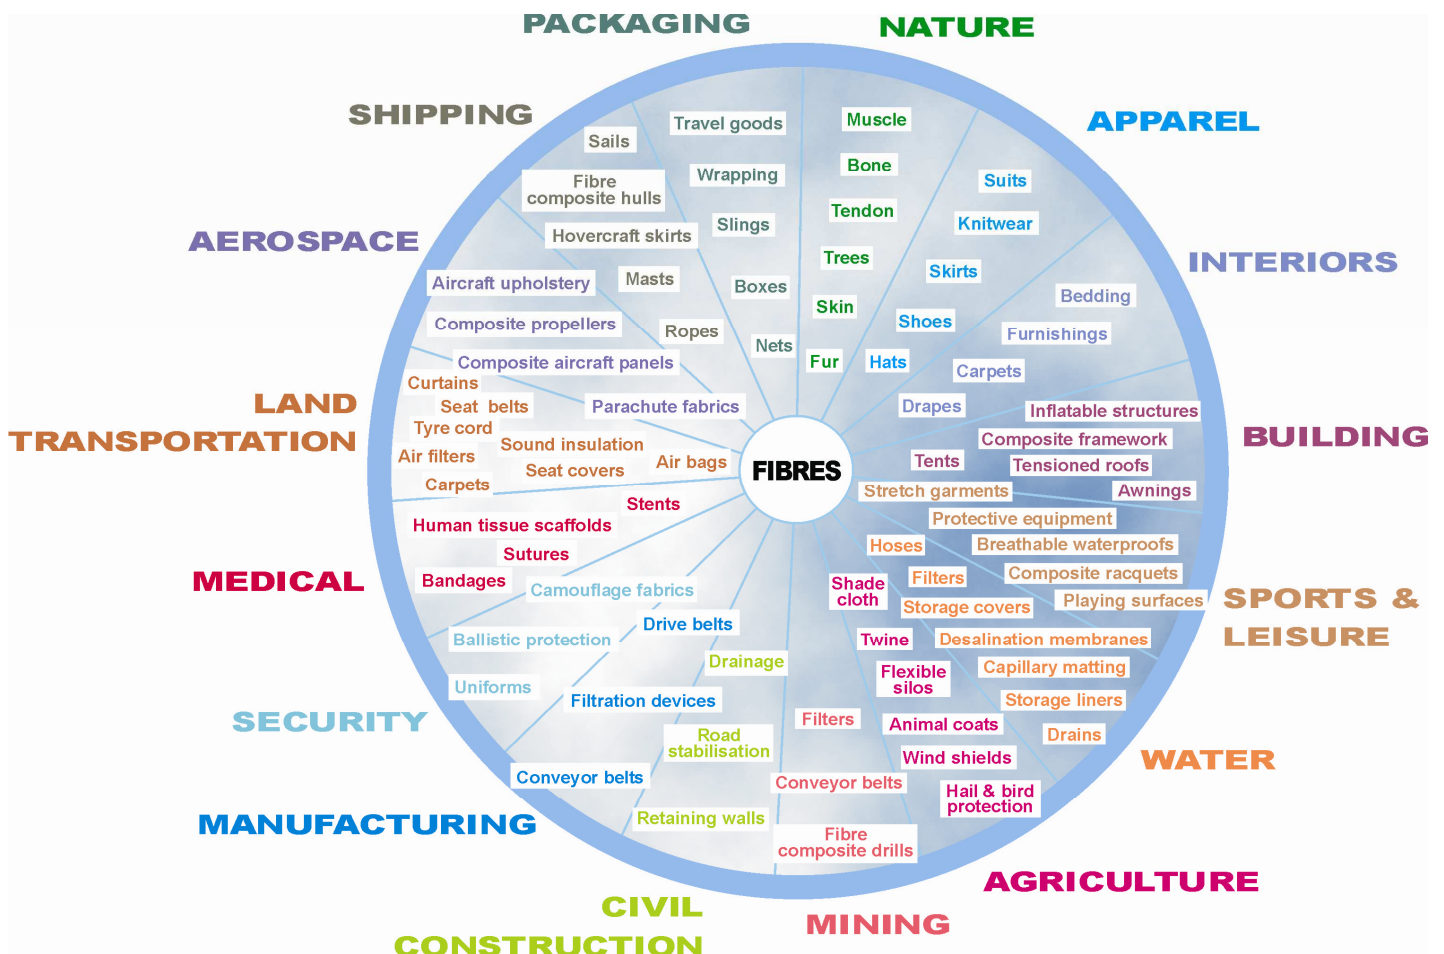 PACKAGING
NATURE
SHIPPING
APPAREL
AEROSPACE
INTERIORS
LAND
TRANSPORTATION
BUILDING
MEDICAL
SPORTS &
LEISURE
SECURITY
WATER
MANUFACTURING
AGRICULTURE
CIVIL
CONSTRUCTION
MINING
FIBRES
Travel goods
Wrapping
Slings
Boxes
Nets
Muscle
Bone
Tendon
Trees
Skin
Fur
Suits
Knitwear
Skirts
Shoes
Hats
Bedding
Furnishings
Carpets
Drapes
Inflatable structures
Composite framework
Tents
Tensioned roofs
Awnings
Stretch garments
Protective equipment
Breathable waterproofs
Composite racquets
Playing surfaces
Hoses
Filters
Storage covers
Desalination membranes
Capillary matting
Storage liners
Drains
Shade
cloth
Twine
Flexible
silos
Animal coats
Wind shields
Hail & bird
protection
Filters
Conveyor belts
Fibre
composite drills
Drainage
Road
stabilisation
Retaining walls
Drive belts
Filtration devices
Conveyor belts
Camouflage fabrics
Ballistic protection
Uniforms
Stents
Human tissue scaffolds
Sutures
Bandages
Curtains
Seat belts
Tyre cord
Sound insulation
Air filters
Seat covers
Air bags
Carpets
Aircraft upholstery
Composite propellers
Composite aircraft panels
Parachute fabrics
Sails
Fibre
composite hulls
Hovercraft skirts
Masts
Ropes